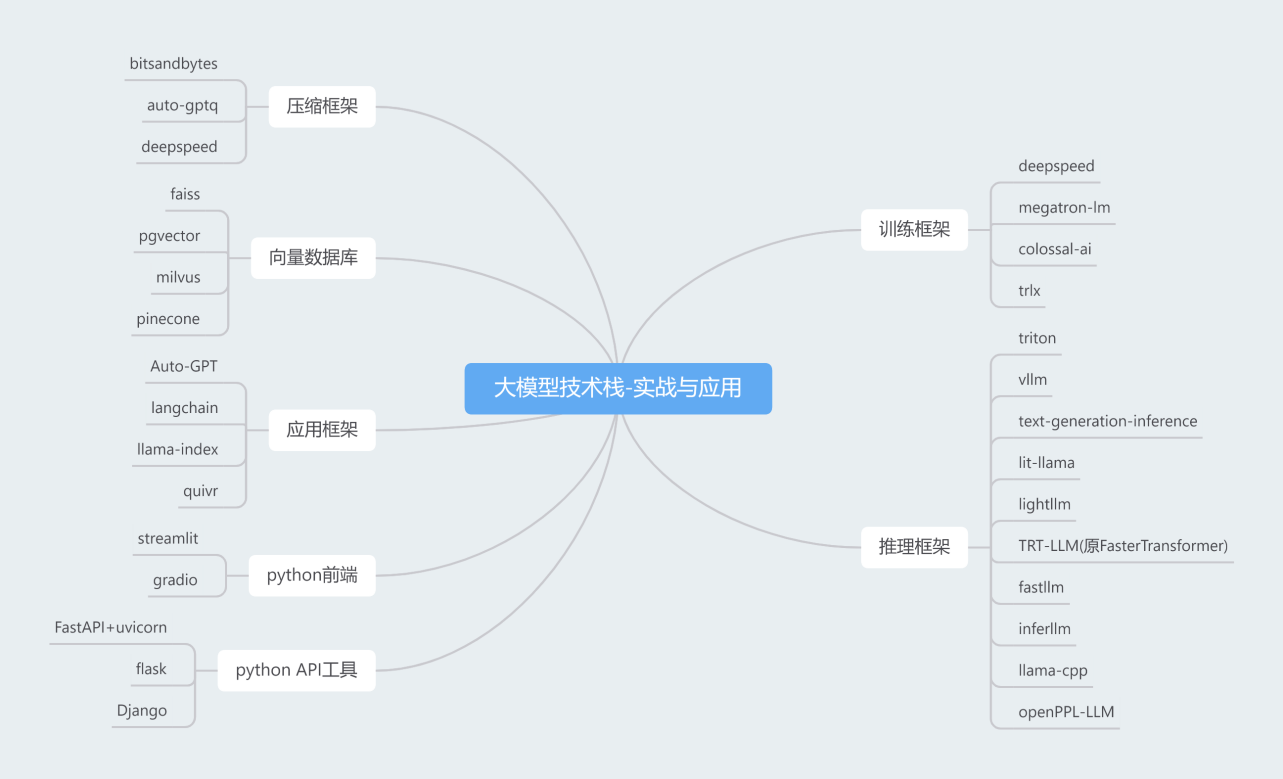 大模型技术栈-实战与应用
压缩框架
bitsandbytes
auto-gptq
deepspeed
向量数据库
faiss
pgvector
milvus
pinecone
应用框架
Auto-GPT
langchain
llama-index
quivr
python前端
streamlit
gradio
python API工具
FastAPI+uvicorn
flask
Django
训练框架
deepspeed
megatron-lm
colossal-ai
trlx
推理框架
triton
vllm
text-generation-inference
lit-llama
lightllm
TRT-LLM(原FasterTransformer)
fastllm
inferllm
llama-cpp
openPPL-LLM